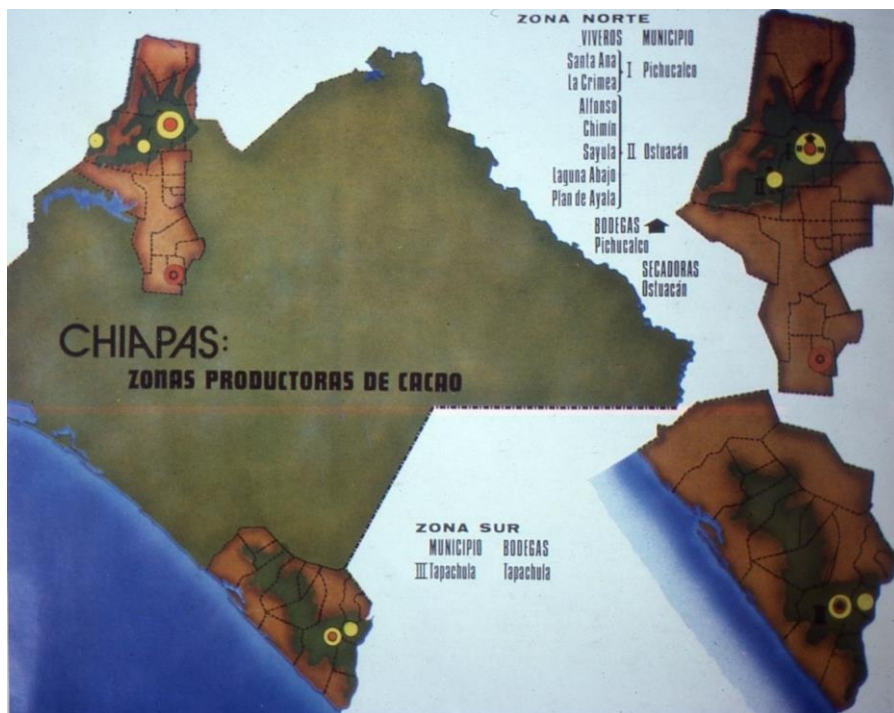 ZONA NORTE
VIVEROS MUNICIPIO
Santa Ana
La Crimea
I Pichucalco
Alfonso
Chimín
Sayula
II Ostuacán
Laguna Abajo
Plan de Ayala
BODEGAS
Pichucalco
SECADORAS
Ostuacán
CHIAPAS:
ZONAS PRODUCTORAS DE CACAO
ZONA SUR
MUNICIPIO BODEGAS
III Tapachula Tapachula